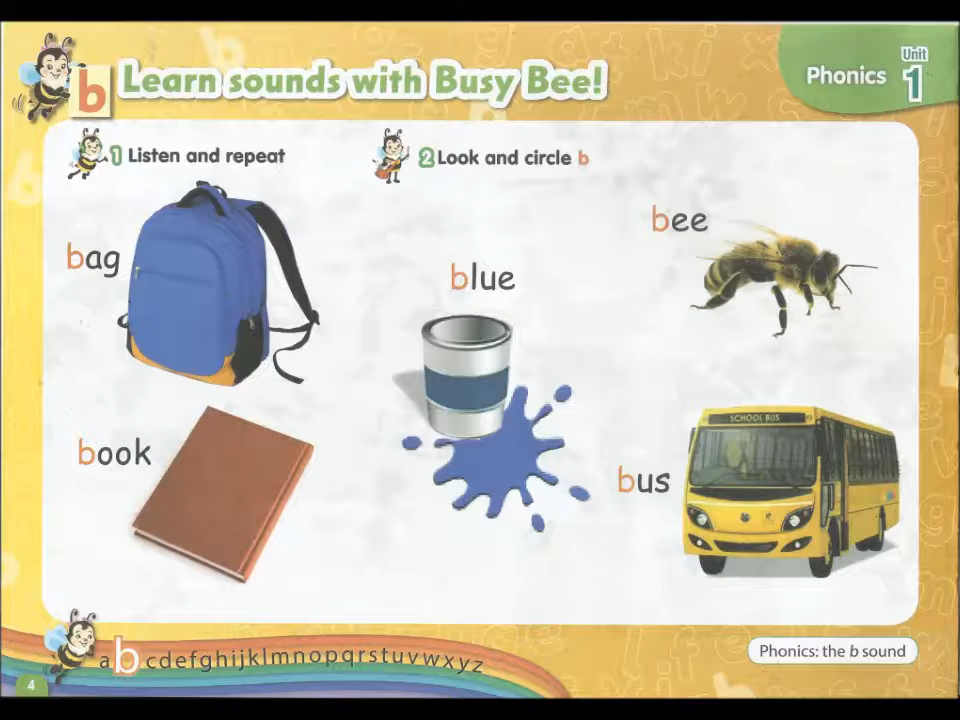 b Learn sounds with Busy Bee!
Phonics Unit 1
1 Listen and repeat
2 Look and circle b
bag
blue
bee
book
bus
SCHOOL BUS
a b c d e f g h i j k l m n o p q r s t u v w x y z
Phonics: the b sound
4